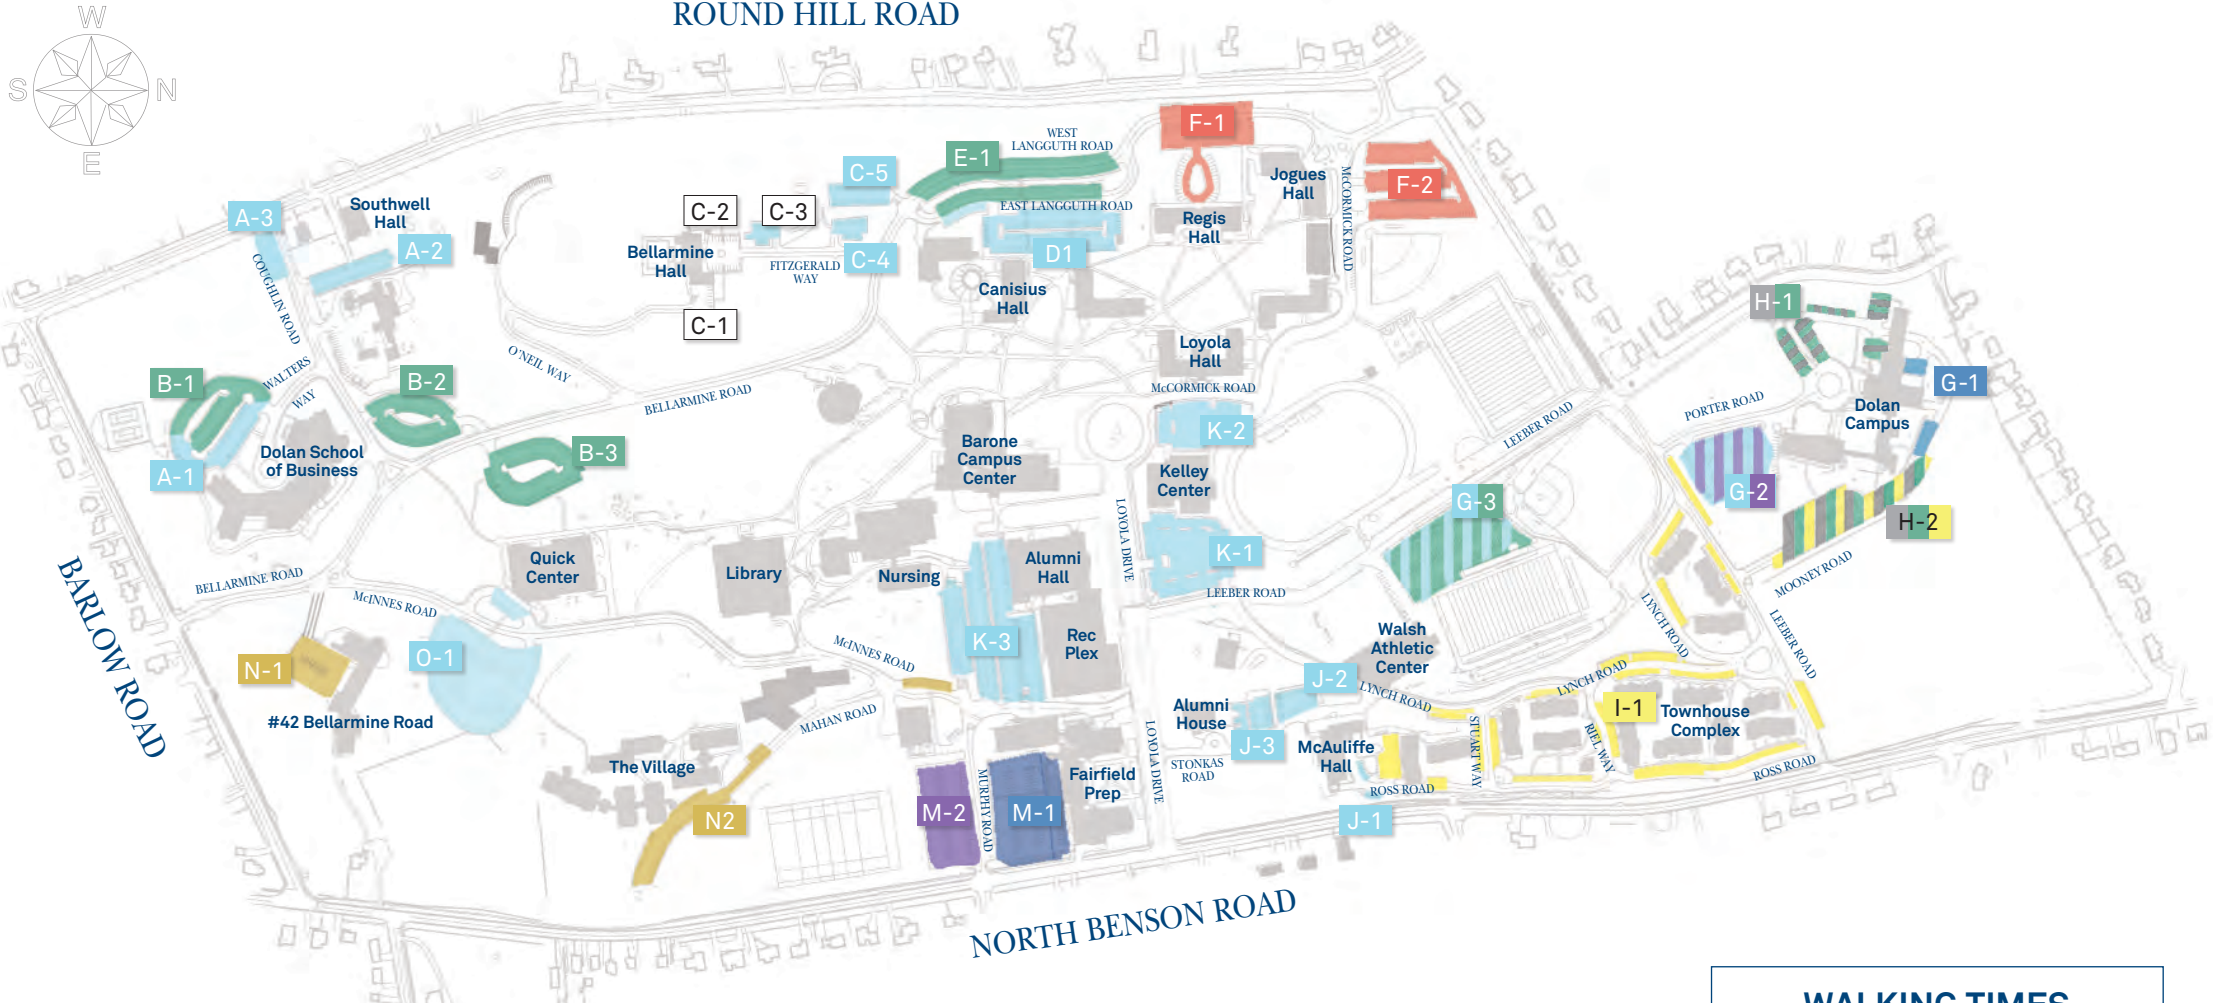 ROUND HILL ROAD
W
S
N
E
WEST
LANGGUTH ROAD
F-1
E-1
C-5
Jogues
Hall
McCORMICK ROAD
F-2
A-3
Southwell
Hall
A-2
C-2
C-3
EAST LANGGUTH ROAD
Regis
Hall
COUGHLIN ROAD
Bellarmine
Hall
FITZGERALD
WAY
C-4
D1
Canisius
Hall
C-1
H-1
G-1
O'NEIL WAY
Loyola
Hall
McCORMICK ROAD
B-1
WALTERS
WAY
B-2
BELLARMINE ROAD
PORTER ROAD
Dolan
Campus
LEEBER ROAD
K-2
Dolan School
of Business
B-3
Barone
Campus
Center
Kelley
Center
A-1
G-2
G-3
H-2
LOYOLA DRIVE
K-1
Quick
Center
Library
Nursing
Alumni
Hall
LEEBER ROAD
MOONEY ROAD
BARLOW ROAD
BELLARMINE ROAD
McINNES ROAD
LYNCH ROAD
LEEBER ROAD
N-1
O-1
McINNES ROAD
K-3
Rec
Plex
Walsh
Athletic
Center
J-2
LYNCH ROAD
LYNCH ROAD
I-1
Townhouse
Complex
#42 Bellarmine Road
MAHAN ROAD
Alumni
House
J-3
McAuliffe
Hall
STUART WAY
RIEL WAY
LOYOLA DRIVE
STONKAS
ROAD
The Village
MURPHY ROAD
Fairfield
Prep
ROSS ROAD
ROSS ROAD
N2
M-2
M-1
J-1
NORTH BENSON ROAD
WALKING TIMES